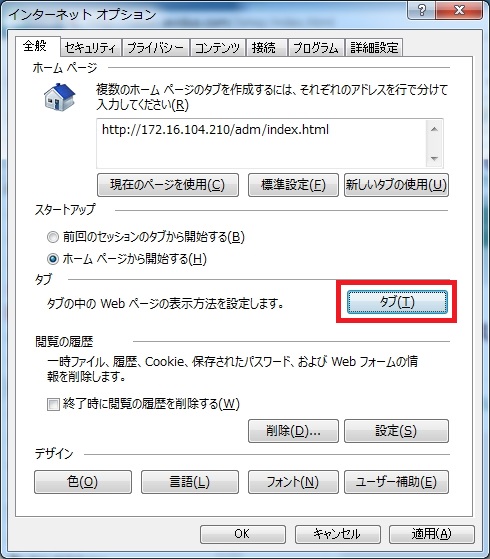 インターネット オプション
全般 セキュリティ プライバシー コンテンツ 接続 プログラム 詳細設定
ホーム ページ
複数のホーム ページのタブを作成するには、それぞれのアドレスを行で分けて
入力してください(R)
http://172.16.104.210/adm/index.html
現在のページを使用(C) 標準設定(F) 新しいタブの使用(U)
スタートアップ
前回のセッションのタブから開始する(B)
ホーム ページから開始する(H)
タブ
タブの中の Web ページの表示方法を設定します。 タブ(T)
閲覧の履歴
一時ファイル、履歴、Cookie、保存されたパスワード、および Web フォームの情
報を削除します。
終了時に閲覧の履歴を削除する(W)
削除(D)... 設定(S)
デザイン
色(O) 言語(L) フォント(N) ユーザー補助(E)
OK キャンセル 適用(A)